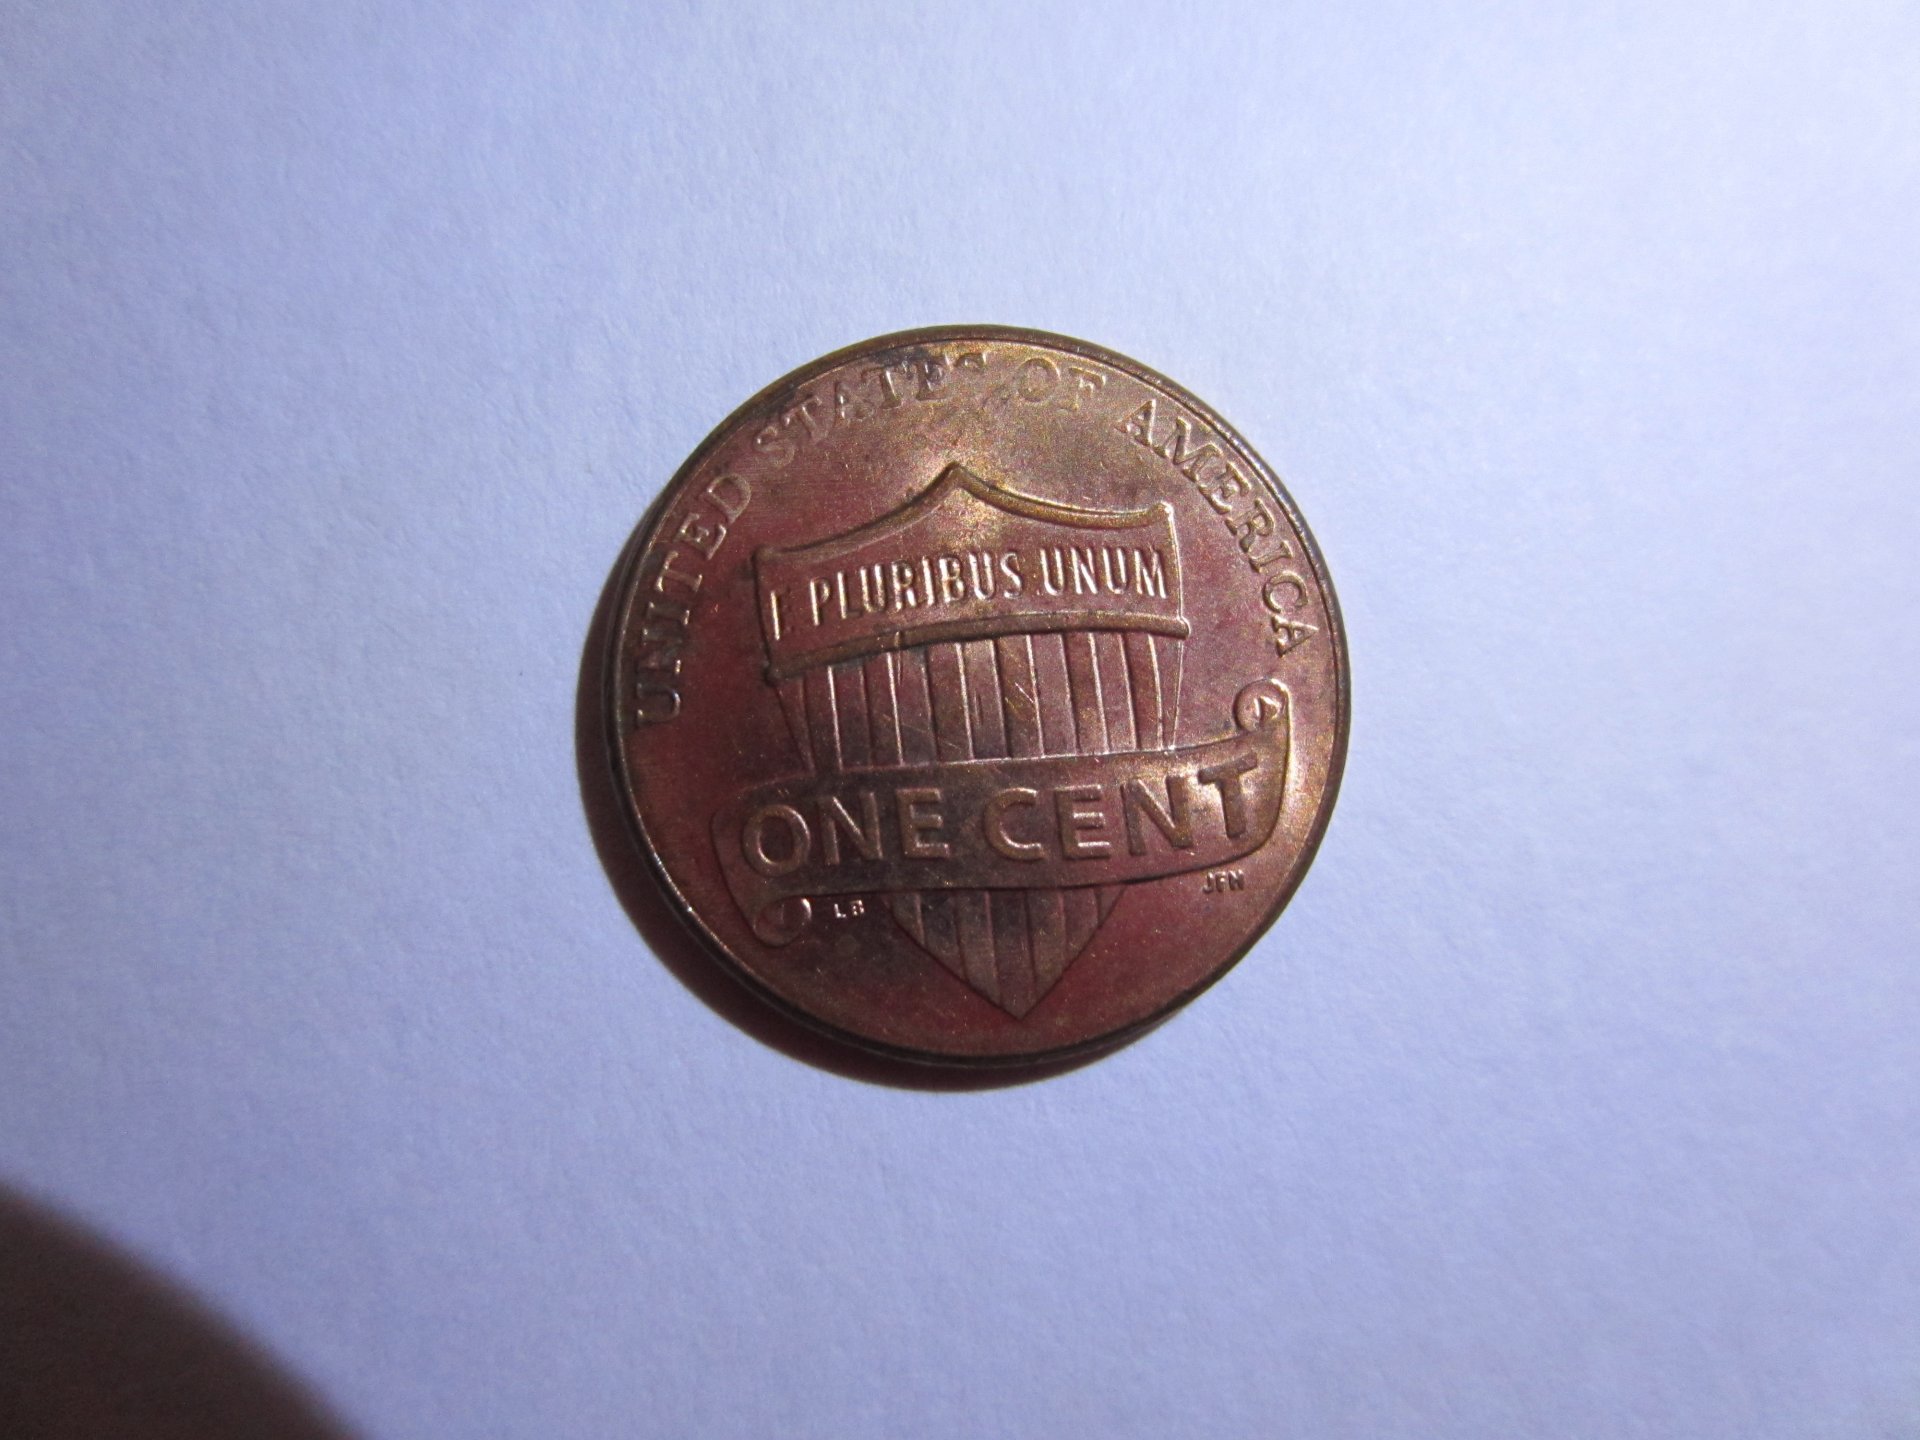 UNITED STATES OF AMERICA
E PLURIBUS UNUM
ONE CENT
LB
JFM